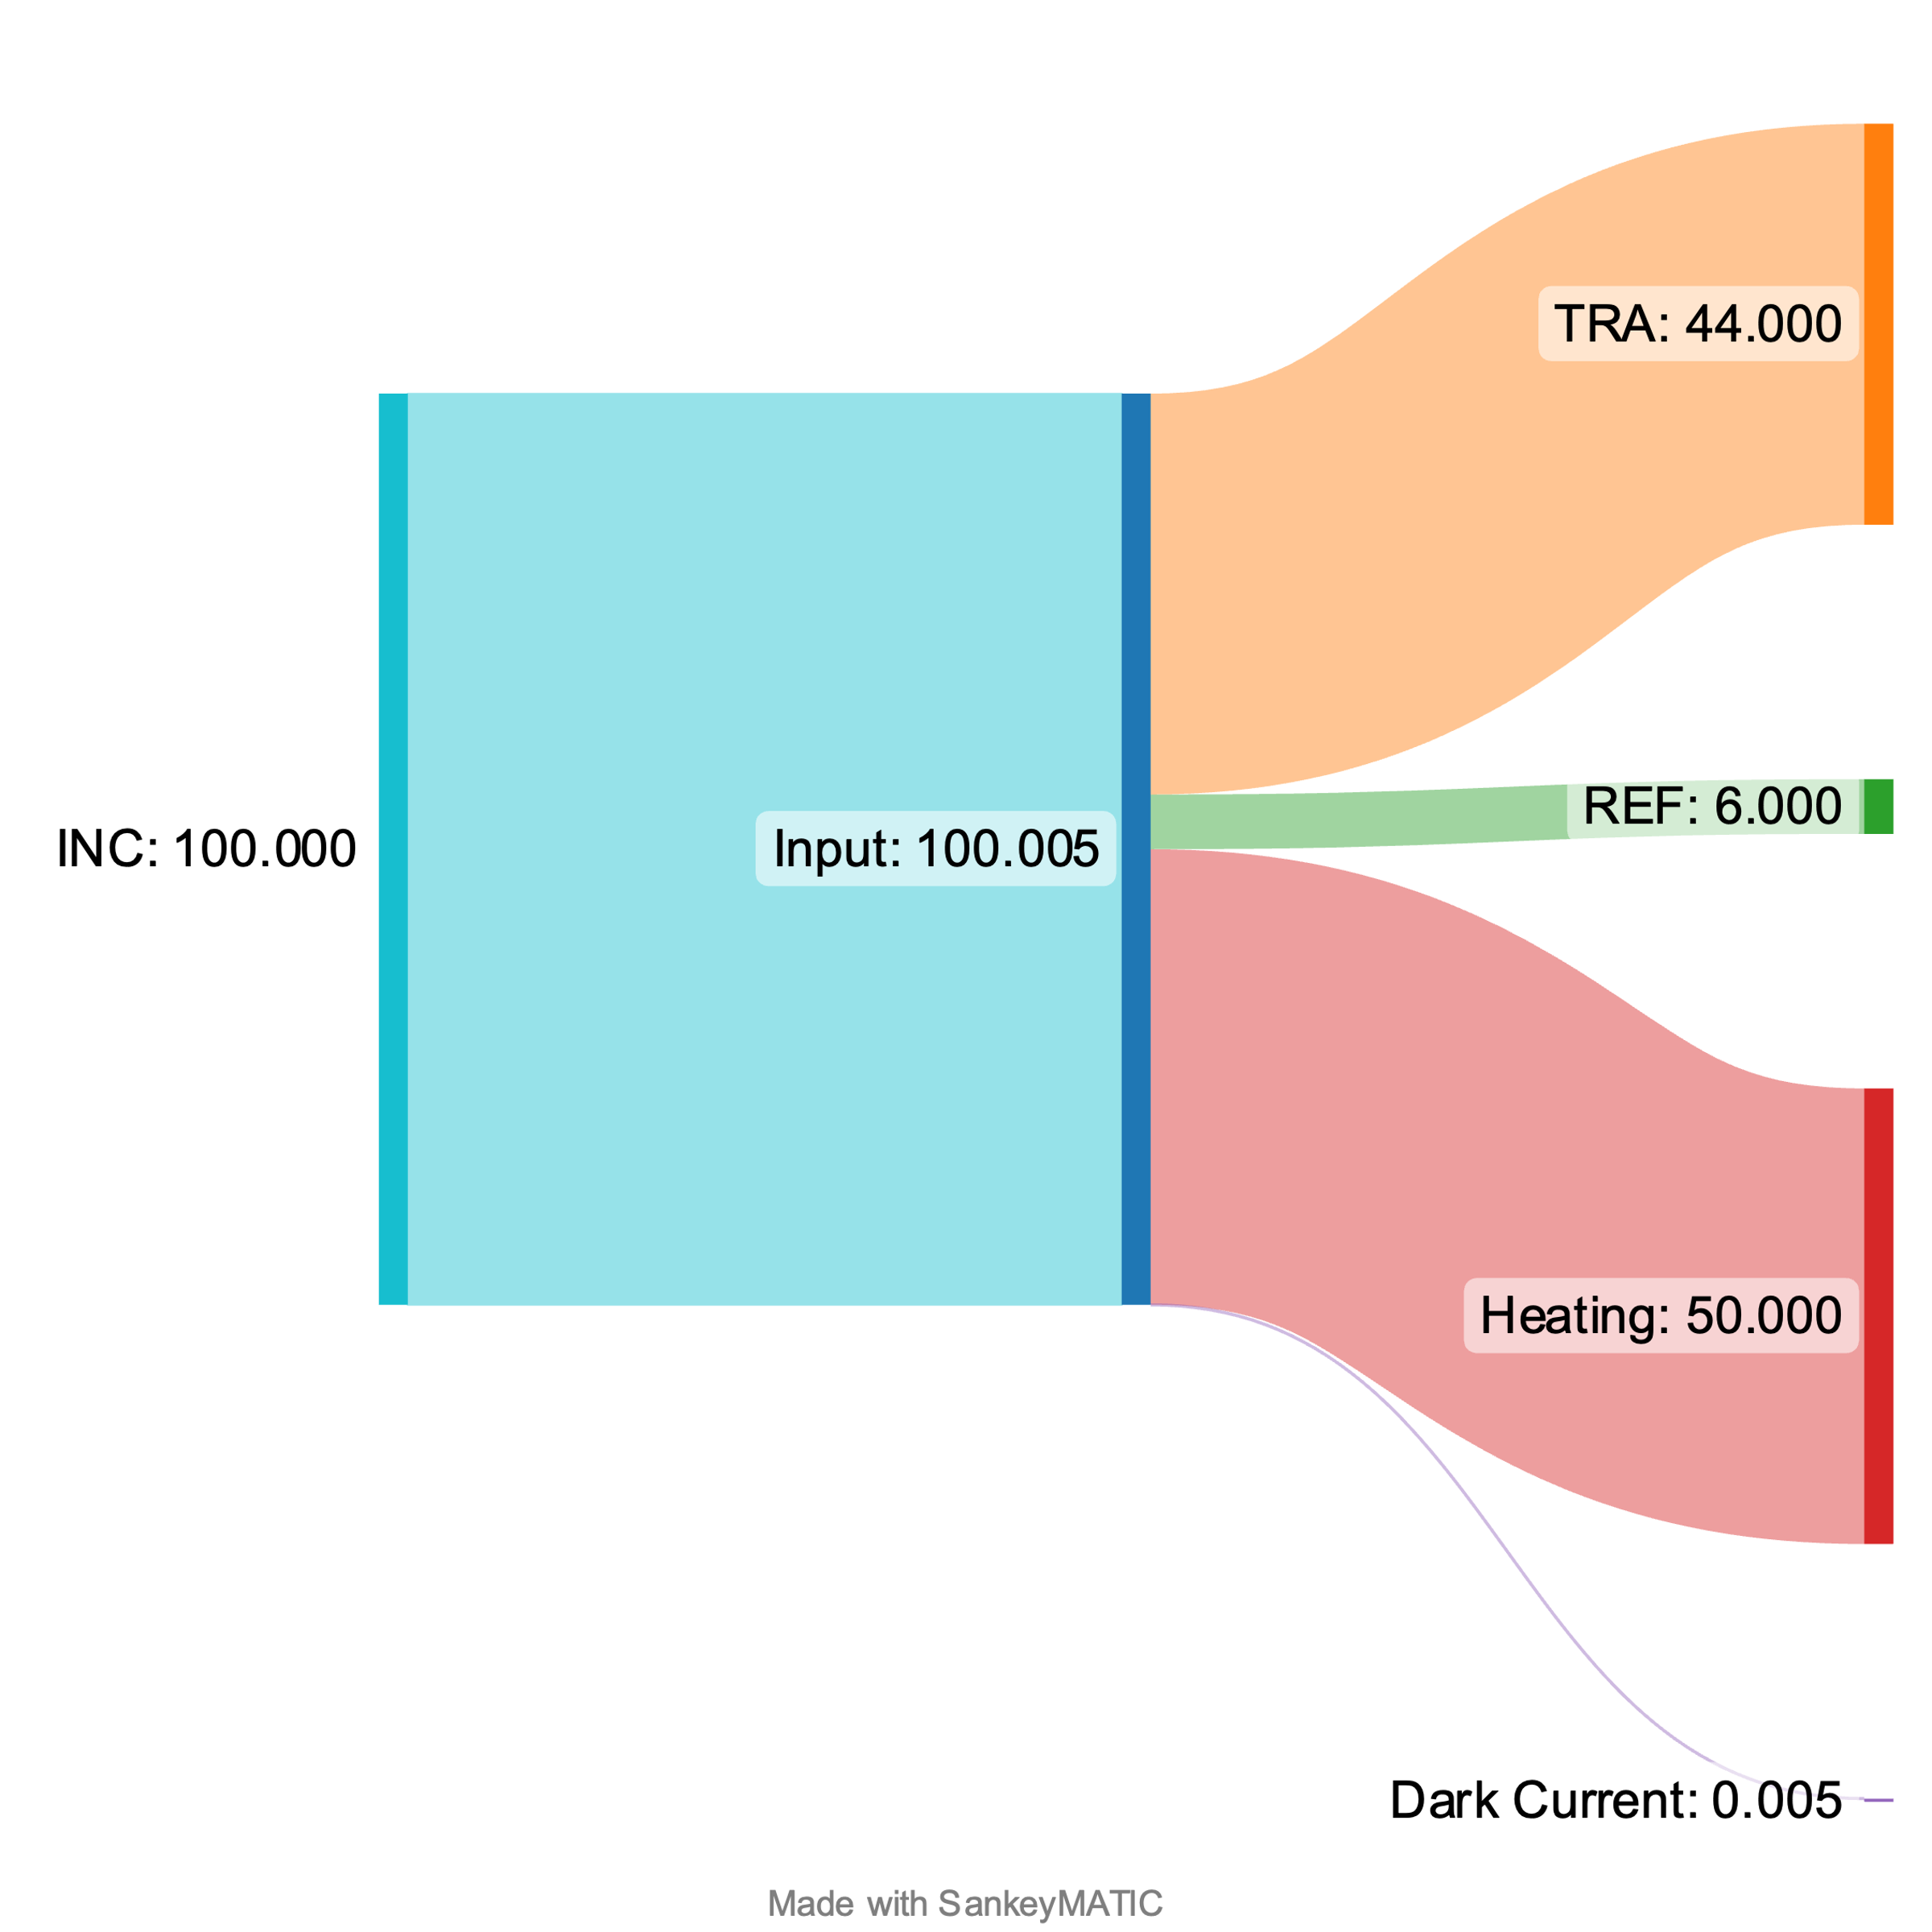 TRA: 44.000
REF: 6.000
INC: 100.000
Input: 100.005
Heating: 50.000
Dark Current: 0.005
Made with SankeyMATIC